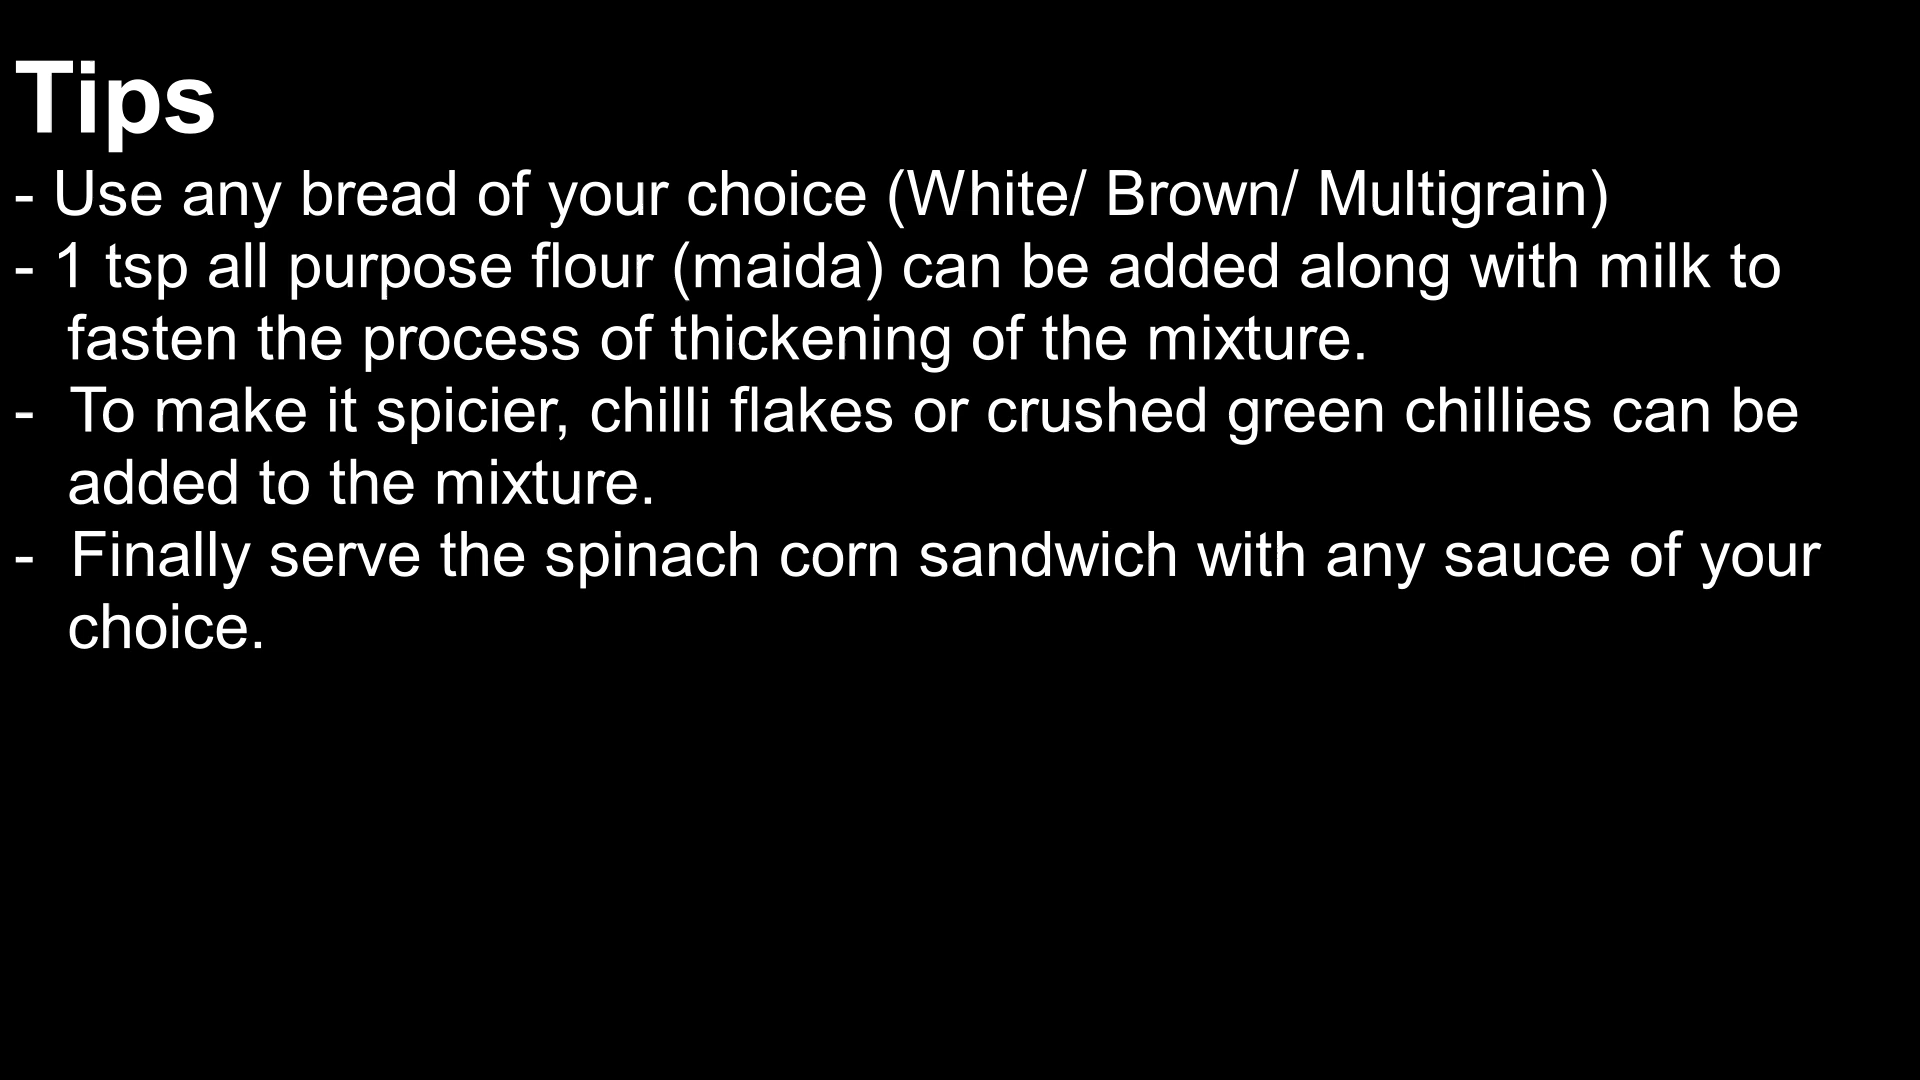 Tips
- Use any bread of your choice (White/ Brown/ Multigrain)
- 1 tsp all purpose flour (maida) can be added along with milk to
fasten the process of thickening of the mixture.
- To make it spicier, chilli flakes or crushed green chillies can be
added to the mixture.
- Finally serve the spinach corn sandwich with any sauce of your
choice.